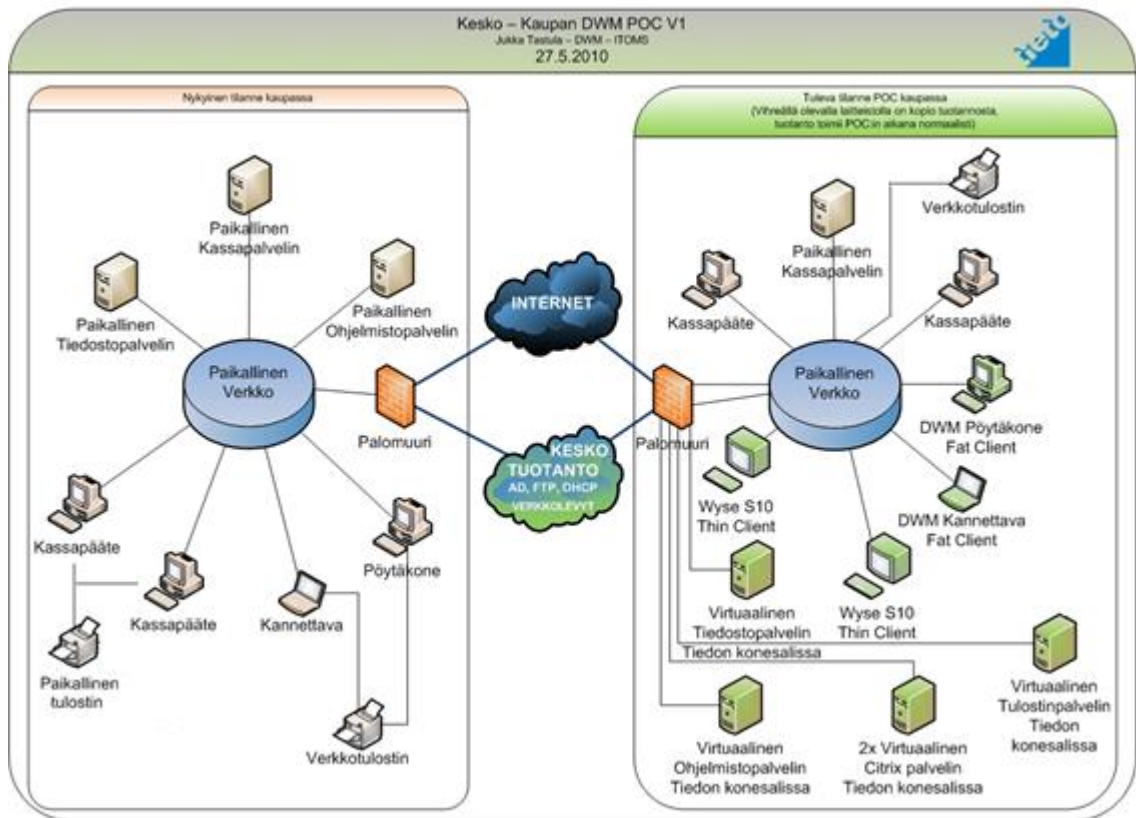 Kesko – Kaupan DWM POC V1
Jukka Tastula – DWM – ITOMS
27.5.2010
tieto
Nykyinen tilanne kaupassa
Paikallinen
Kassapalvelin
Paikallinen
Tiedostopalvelin
Paikallinen
Ohjelmistopalvelin
Paikallinen
Verkko
Palomuuri
Kassapääte
Kassapääte
Kannettava
Pöytäkone
Paikallinen
tulostin
Verkkotulostin
INTERNET
KESKO
TUOTANTO
AD, FTP, DHCP
VERKKOLEVYT
Tuleva tilanne POC kaupassa
(Vihreällä olevalla laitteistolla on kopio tuotannosta,
tuotanto toimii POC:in aikana normaalisti)
Verkkotulostin
Paikallinen
Kassapalvelin
Kassapääte
Kassapääte
Paikallinen
Verkko
Palomuuri
DWM Pöytäkone
Fat Client
Wyse S10
Thin Client
DWM Kannettava
Fat Client
Wyse S10
Thin Client
Virtuaalinen
Tiedostopalvelin
Tiedon konesalissa
Virtuaalinen
Tulostinpalvelin
Tiedon
konesalissa
Virtuaalinen
Ohjelmistopalvelin
Tiedon konesalissa
2x Virtuaalinen
Citrix palvelin
Tiedon konesalissa